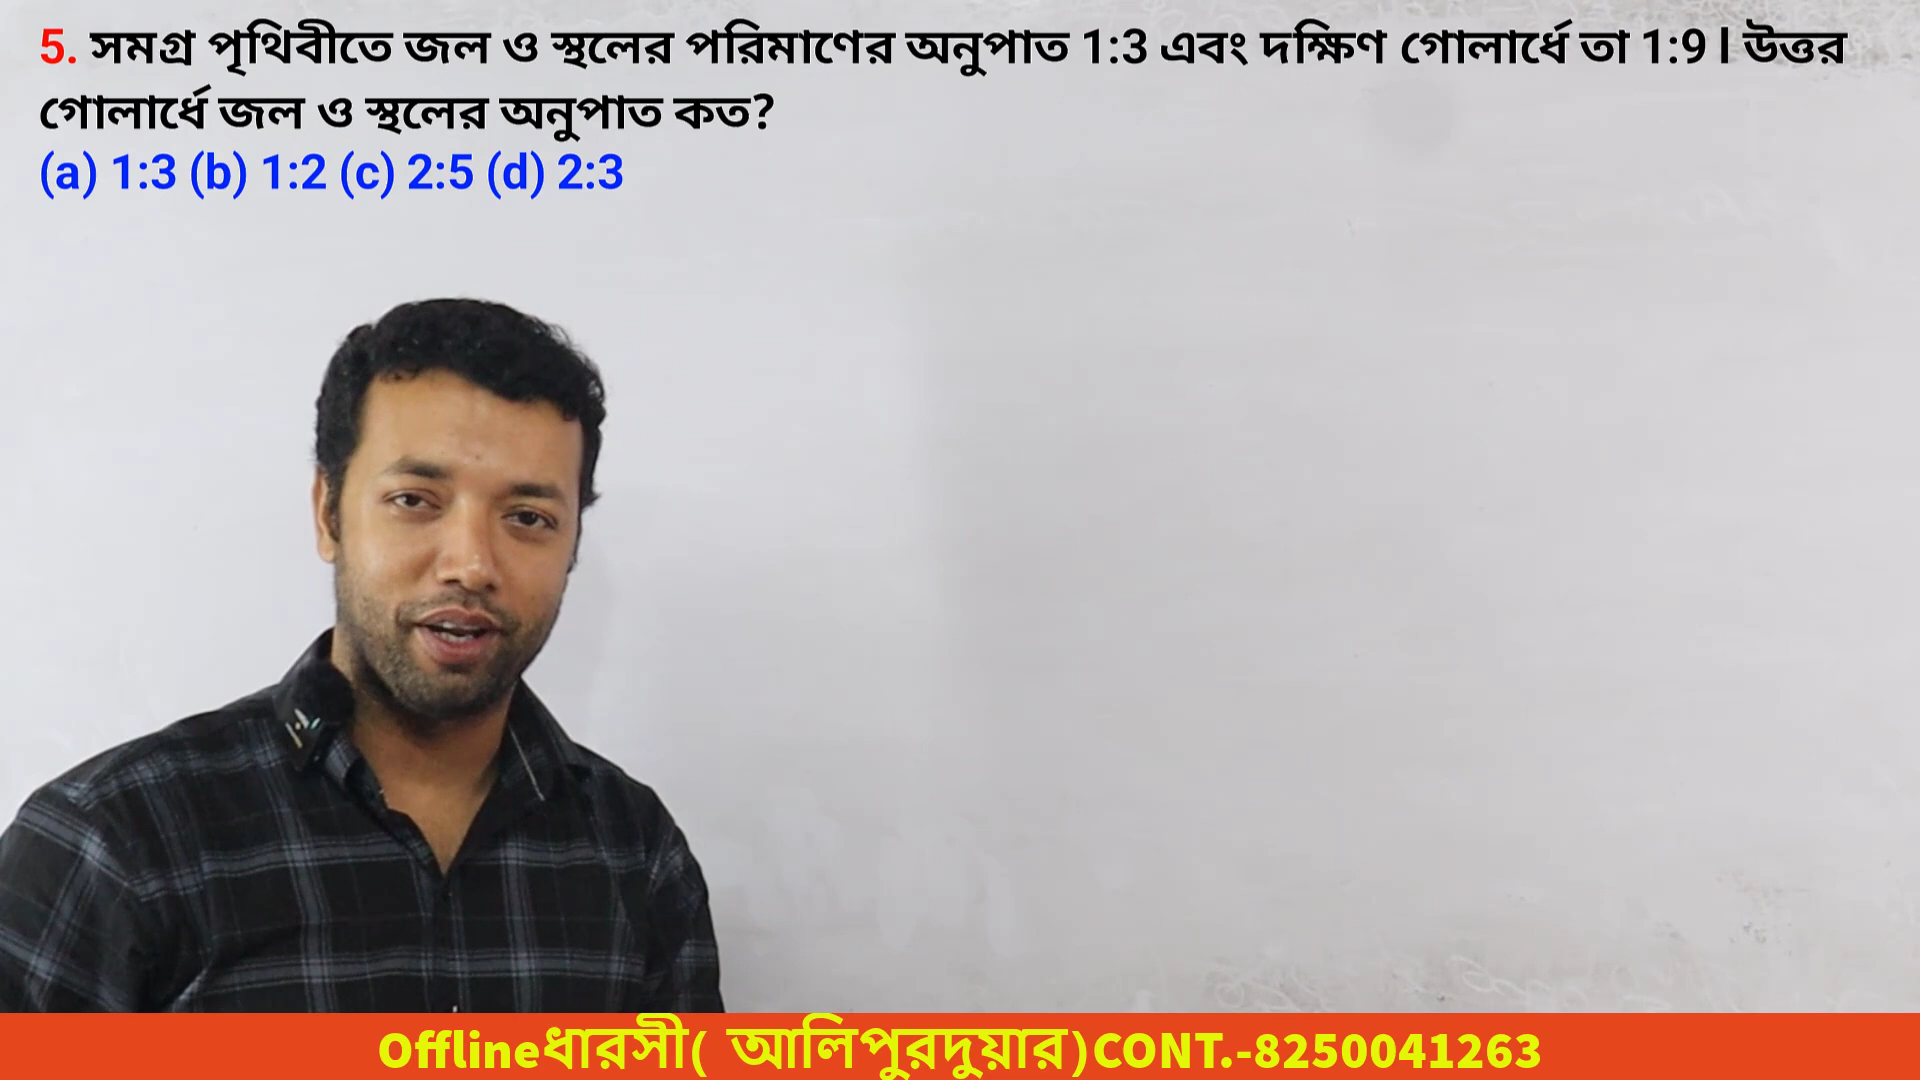 5. সমগ্র পৃথিবীতে জল ও স্থলের পরিমাণের অনুপাত 1:3 এবং দক্ষিণ গোলার্ধে তা 1:9 l উত্তর
গোলার্ধে জল ও স্থলের অনুপাত কত?
(a) 1:3 (b) 1:2 (c) 2:5 (d) 2:3
Offlineধারসী( আলিপুরদুয়ার)CONT.-8250041263